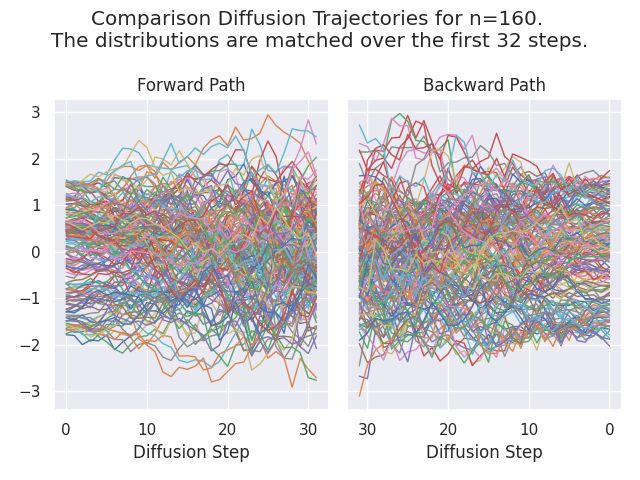 Comparison Diffusion Trajectories for n=160.
The distributions are matched over the first 32 steps.
Forward Path
Backward Path
3
2
1
0
−1
−2
−3
0 10 20 30
30 20 10 0
Diffusion Step
Diffusion Step